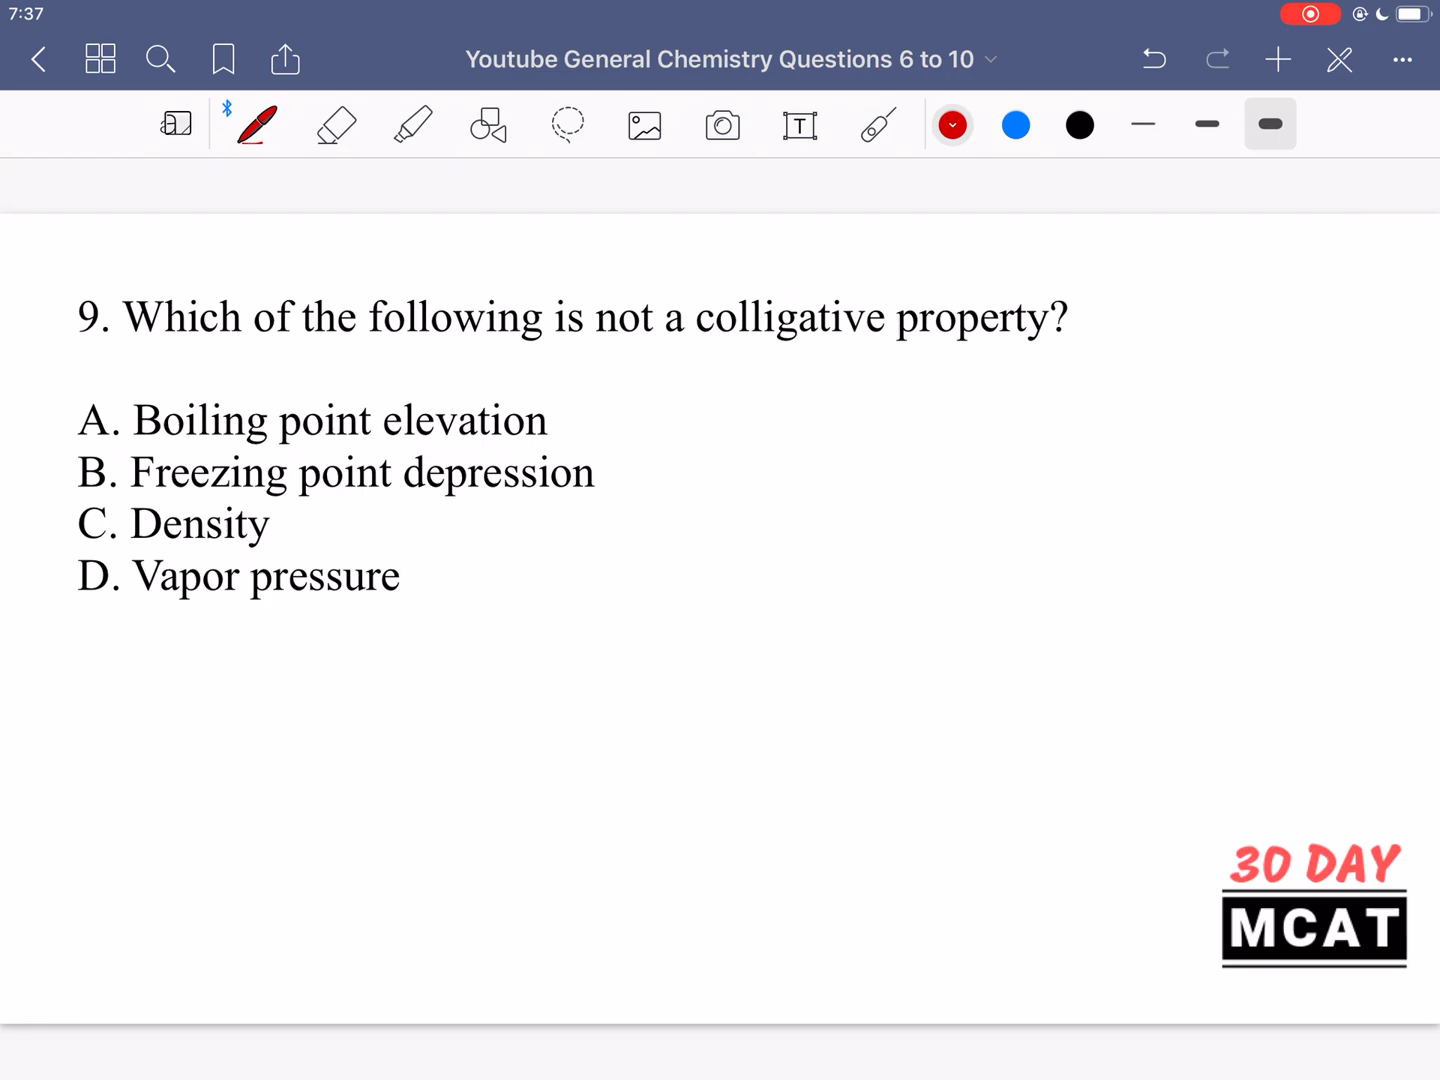 7:37
Youtube General Chemistry Questions 6 to 10
9. Which of the following is not a colligative property?
A. Boiling point elevation
B. Freezing point depression
C. Density
D. Vapor pressure
30 DAY
MCAT